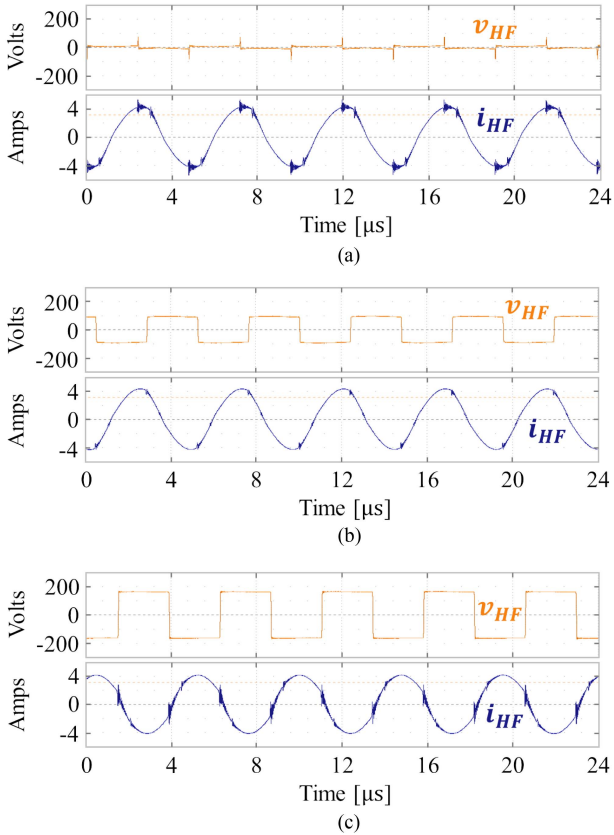 200
Volts
0
v_HF
-200
4
i_HF
Amps
0
-4
0 4 8 12 16 20 24
Time [μs]
(a)
200
Volts
0
v_HF
-200
4
Amps
0
i_HF
-4
0 4 8 12 16 20 24
Time [μs]
(b)
200
Volts
0
v_HF
-200
4
Amps
0
i_HF
-4
0 4 8 12 16 20 24
Time [μs]
(c)